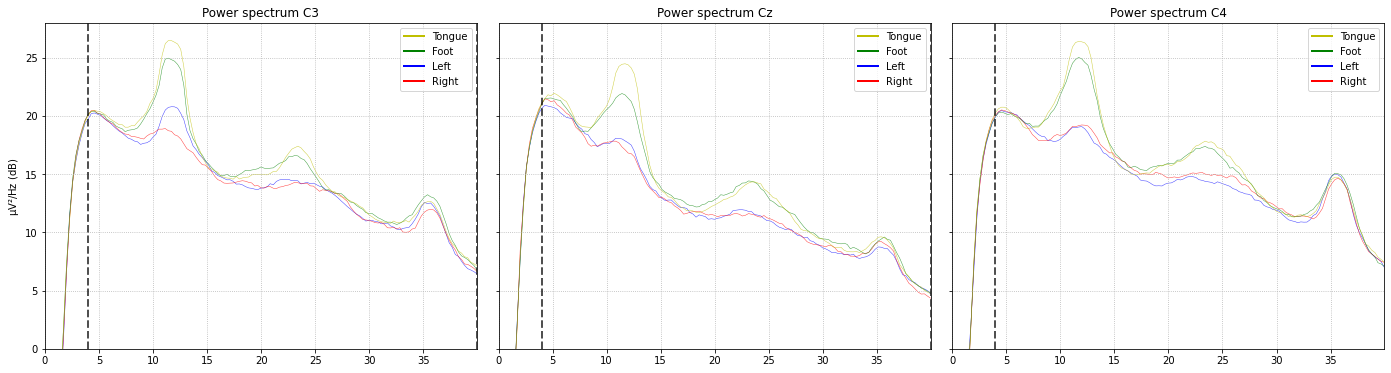 Power spectrum C3
Power spectrum Cz
Power spectrum C4
µV²/Hz (dB)
25
20
15
10
5
0
Tongue
Foot
Left
Right
Tongue
Foot
Left
Right
Tongue
Foot
Left
Right
0 5 10 15 20 25 30 35
0 5 10 15 20 25 30 35
0 5 10 15 20 25 30 35